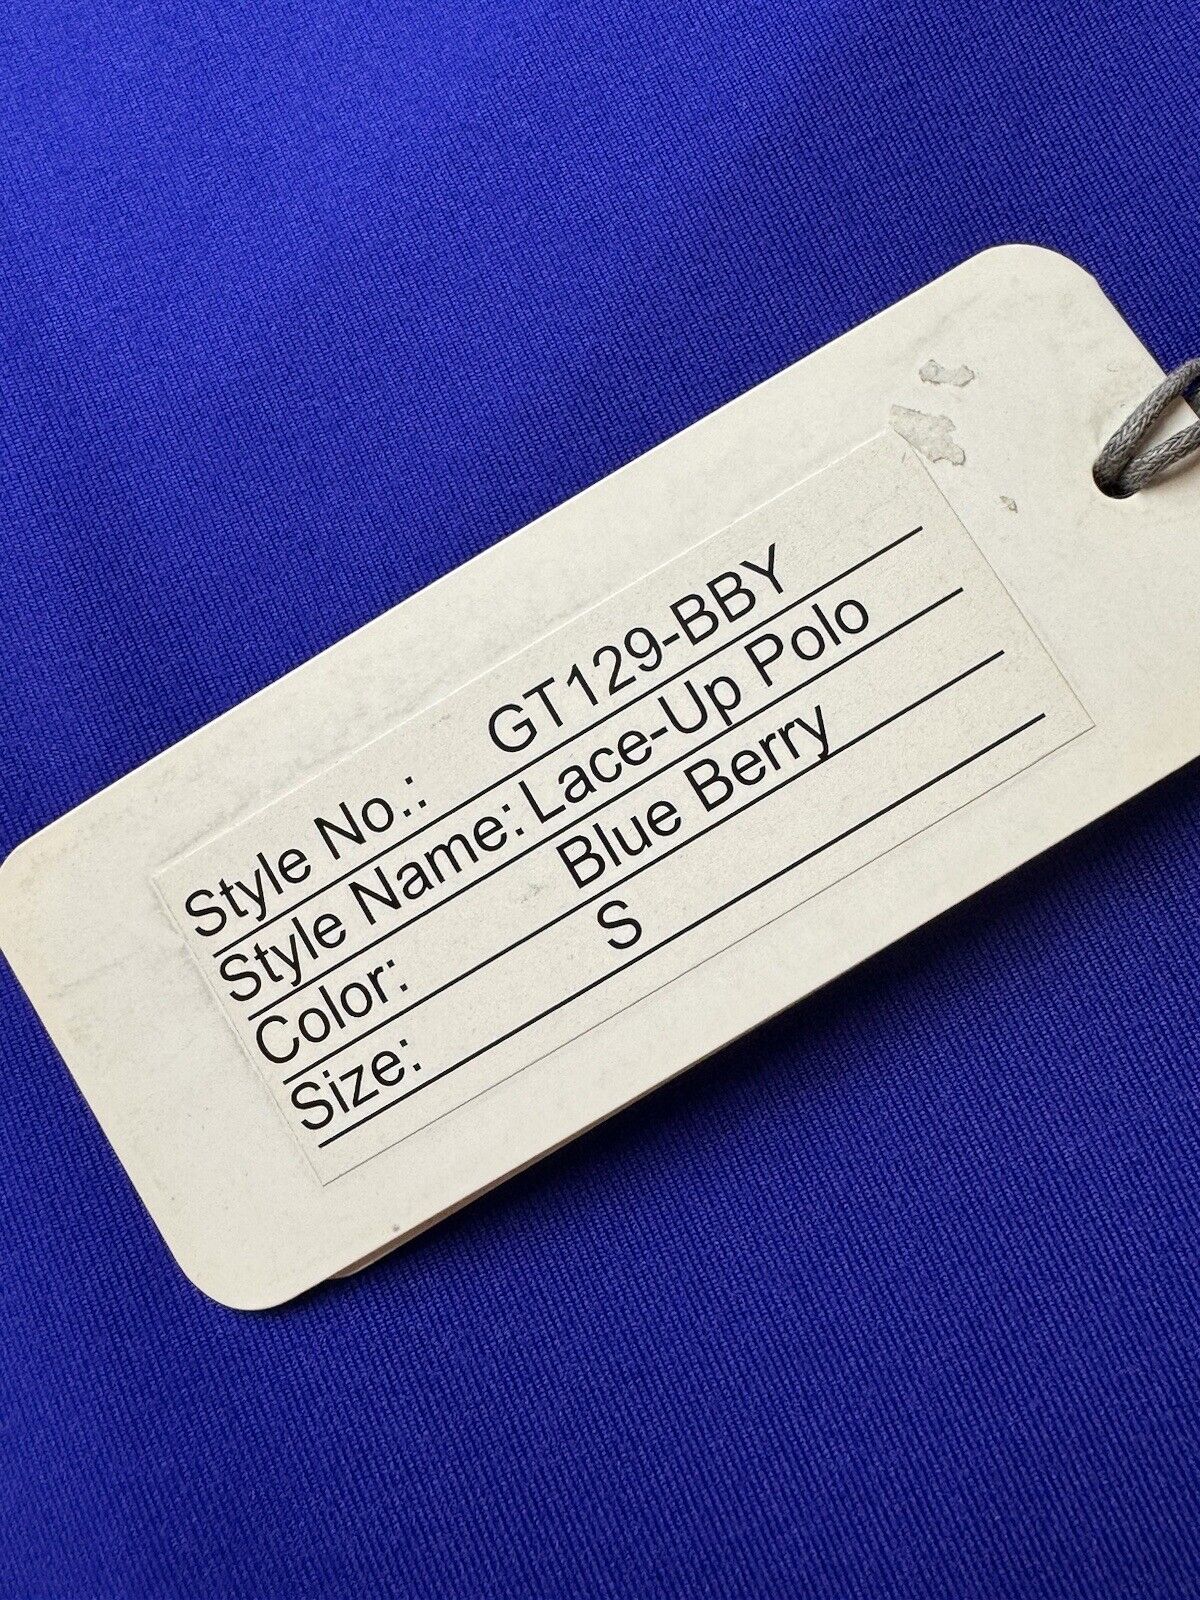 Style No.: GT129-BBY
Style Name: Lace-Up Polo
Color: Blue Berry
Size: S